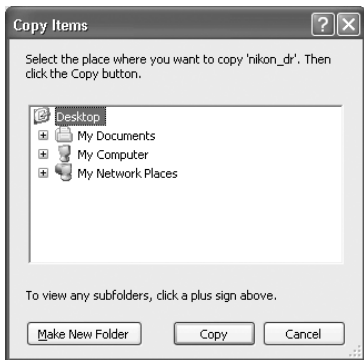 Copy Items
Select the place where you want to copy 'nikon_dr'. Then
click the Copy button.
Desktop
My Documents
My Computer
My Network Places
To view any subfolders, click a plus sign above.
Make New Folder
Copy
Cancel